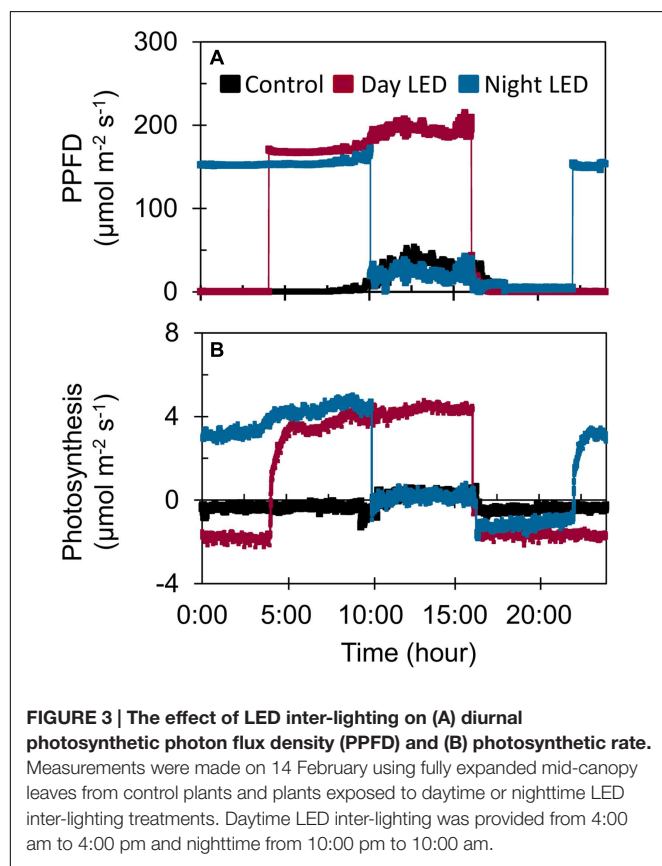 300
A
Control Day LED Night LED
200
PPFD
(µmol m-2 s-1)
100
0
8
B
4
Photosynthesis
(µmol m-2 s-1)
0
-4
0:00 5:00 10:00 15:00 20:00
Time (hour)
FIGURE 3 | The effect of LED inter-lighting on (A) diurnal
photosynthetic photon flux density (PPFD) and (B) photosynthetic rate.
Measurements were made on 14 February using fully expanded mid-canopy
leaves from control plants and plants exposed to daytime or nighttime LED
inter-lighting treatments. Daytime LED inter-lighting was provided from 4:00
am to 4:00 pm and nighttime from 10:00 pm to 10:00 am.